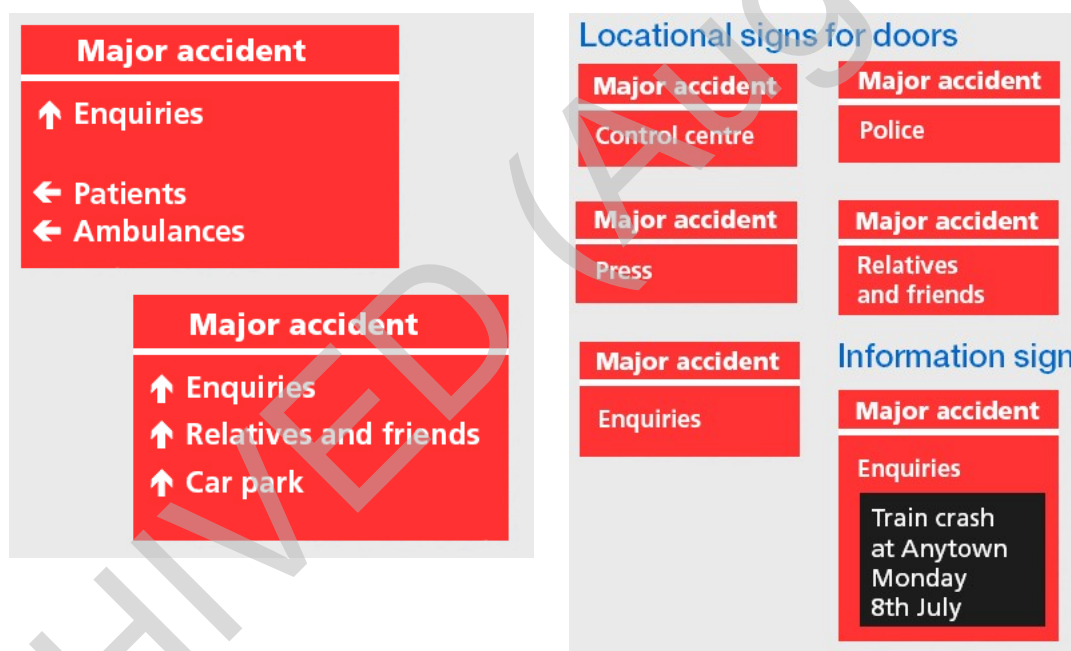 Major accident
↑ Enquiries
← Patients
← Ambulances
Major accident
↑ Enquiries
↑ Relatives and friends
↑ Car park
Locational signs for doors
Major accident
Control centre
Major accident
Police
Major accident
Press
Major accident
Relatives
and friends
Major accident
Enquiries
Information sign
Major accident
Enquiries
Train crash
at Anytown
Monday
8th July
HIVED (Aug